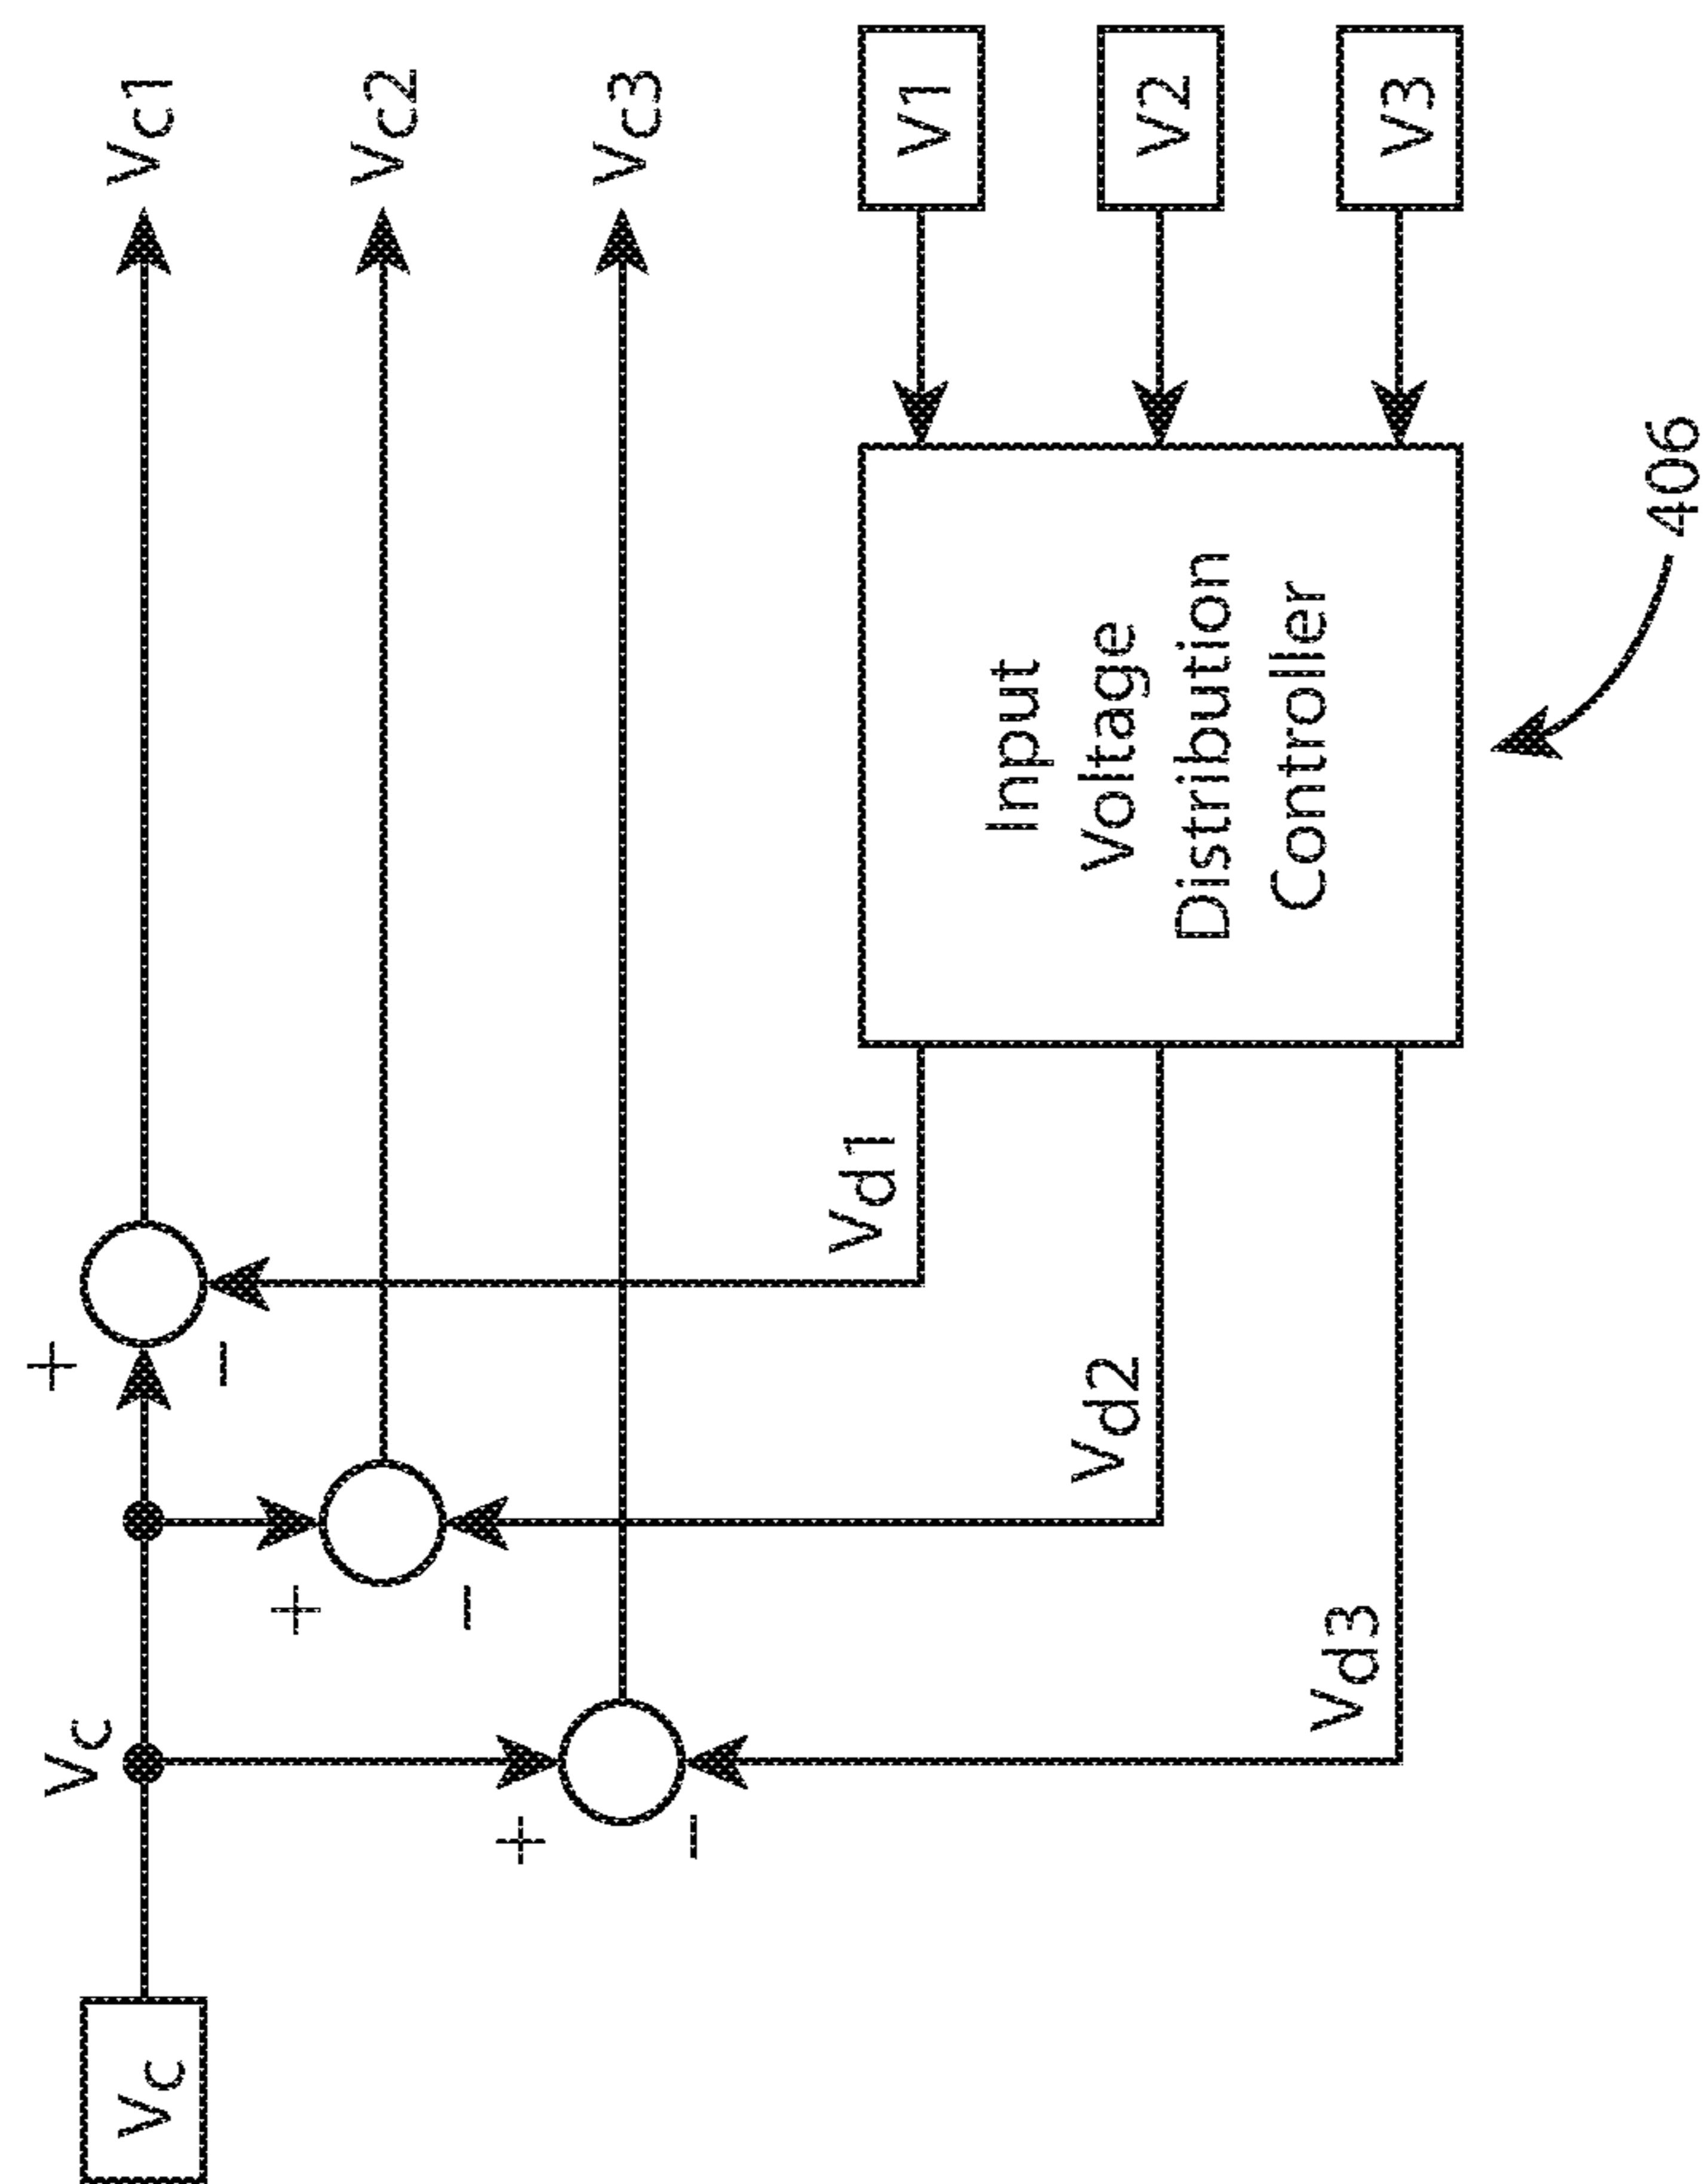 +
Vc
Vc
Vc1
−
+
Vc2
−
+
Vc3
−
Vd1
V1
Vd2
Input
Voltage
Distribution
Controller
V2
Vd3
V3
406